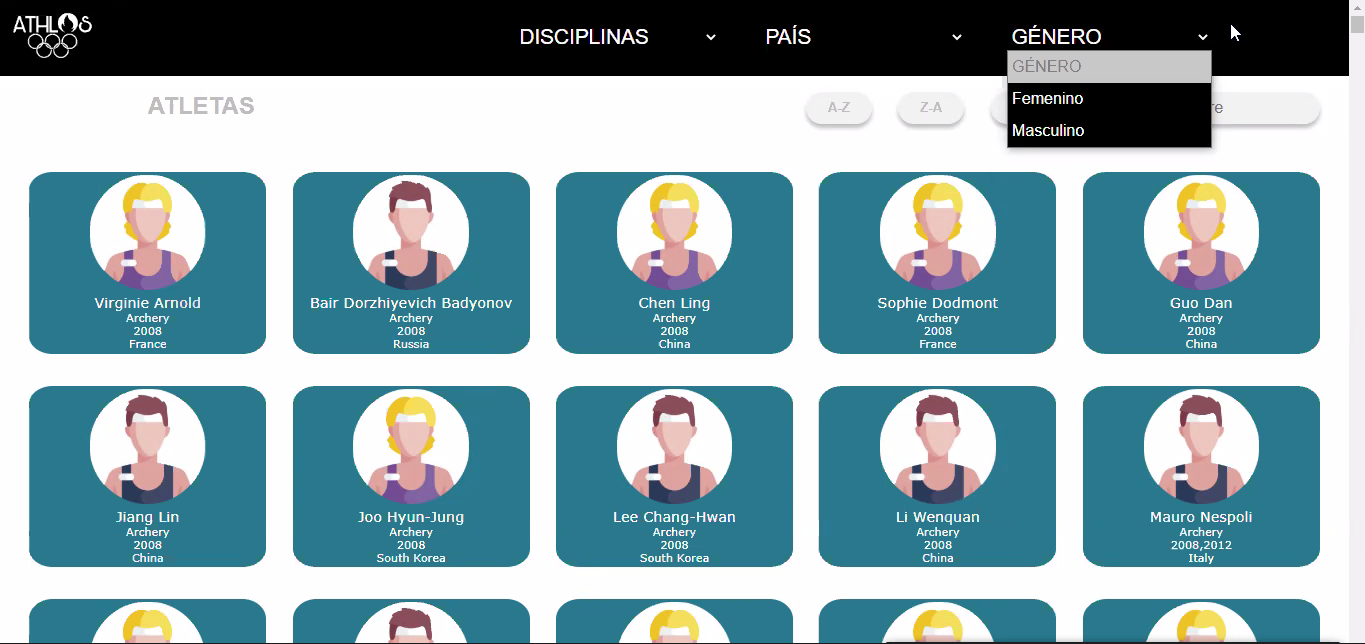 ATHLOS
DISCIPLINAS
PAÍS
GÉNERO
GÉNERO
Femenino
Masculino
ATLETAS
A-Z
Z-A
re
Virginie Arnold
Archery
2008
France
Bair Dorzhiyevich Badyonov
Archery
2008
Russia
Chen Ling
Archery
2008
China
Sophie Dodmont
Archery
2008
France
Guo Dan
Archery
2008
China
Jiang Lin
Archery
2008
China
Joo Hyun-Jung
Archery
2008
South Korea
Lee Chang-Hwan
Archery
2008
South Korea
Li Wenquan
Archery
2008
China
Mauro Nespoli
Archery
2008,2012
Italy